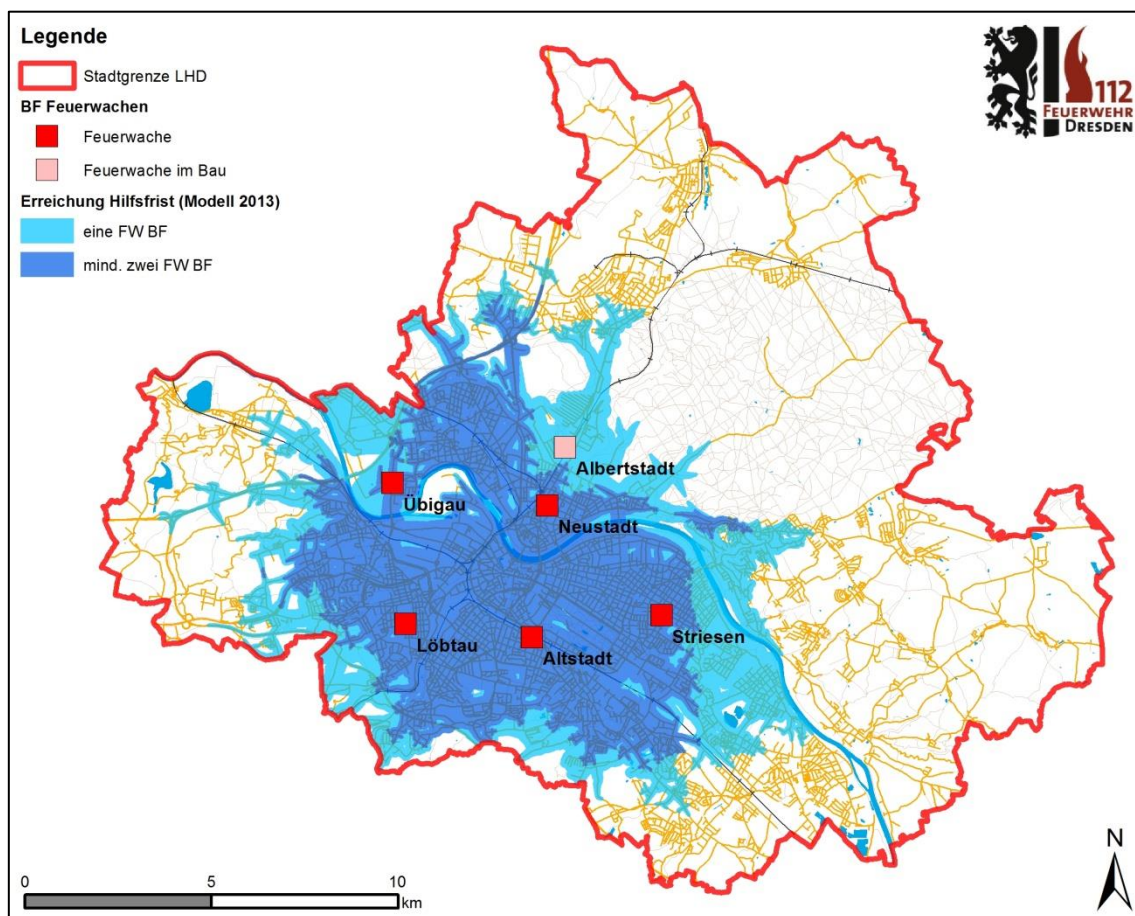 Legende
Stadtgrenze LHD
BF Feuerwachen
Feuerwache
Feuerwache im Bau
Erreichung Hilfsfrist (Modell 2013)
eine FW BF
mind. zwei FW BF
112
FEUERWEHR
DRESDEN
Albertstadt
Übigau
Neustadt
Striesen
Löbtau
Altstadt
N
0 5 10
km